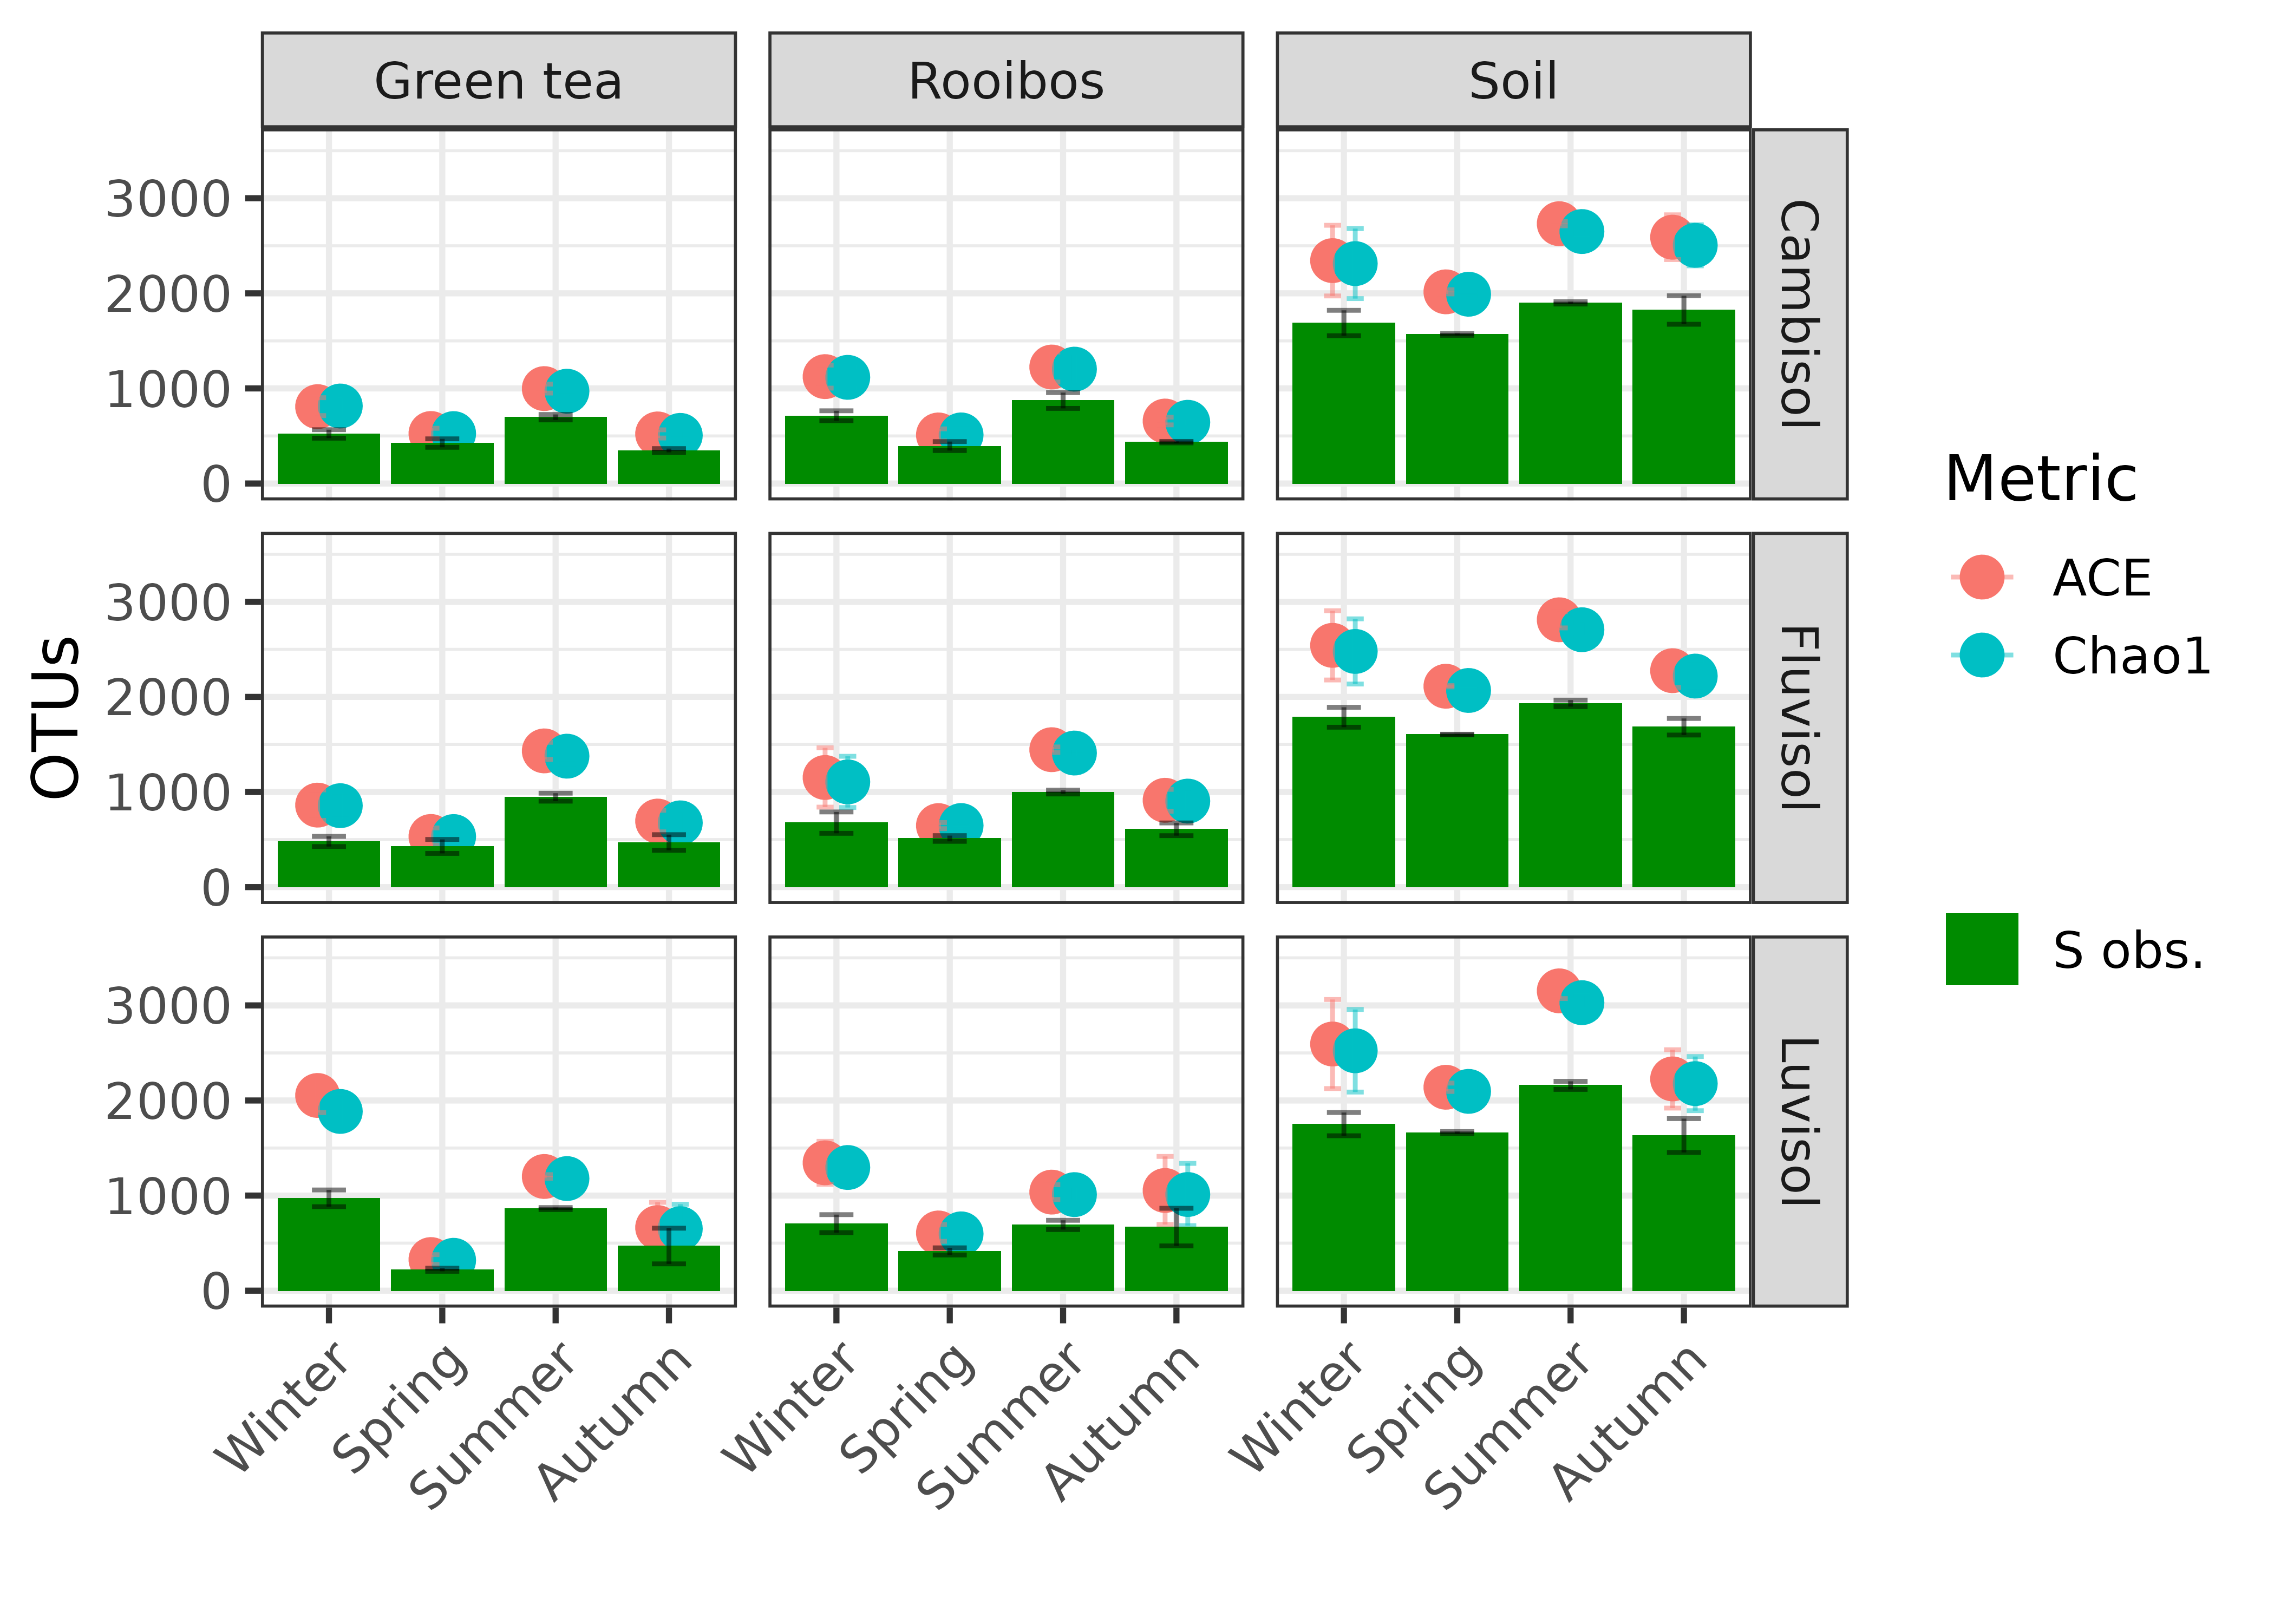 Green tea
Rooibos
Soil
OTUs
3000
2000
1000
0
Cambisol
3000
2000
1000
0
Fluvisol
3000
2000
1000
0
Luvisol
Winter
Spring
Summer
Autumn
Winter
Spring
Summer
Autumn
Winter
Spring
Summer
Autumn
Metric
ACE
Chao1
S obs.